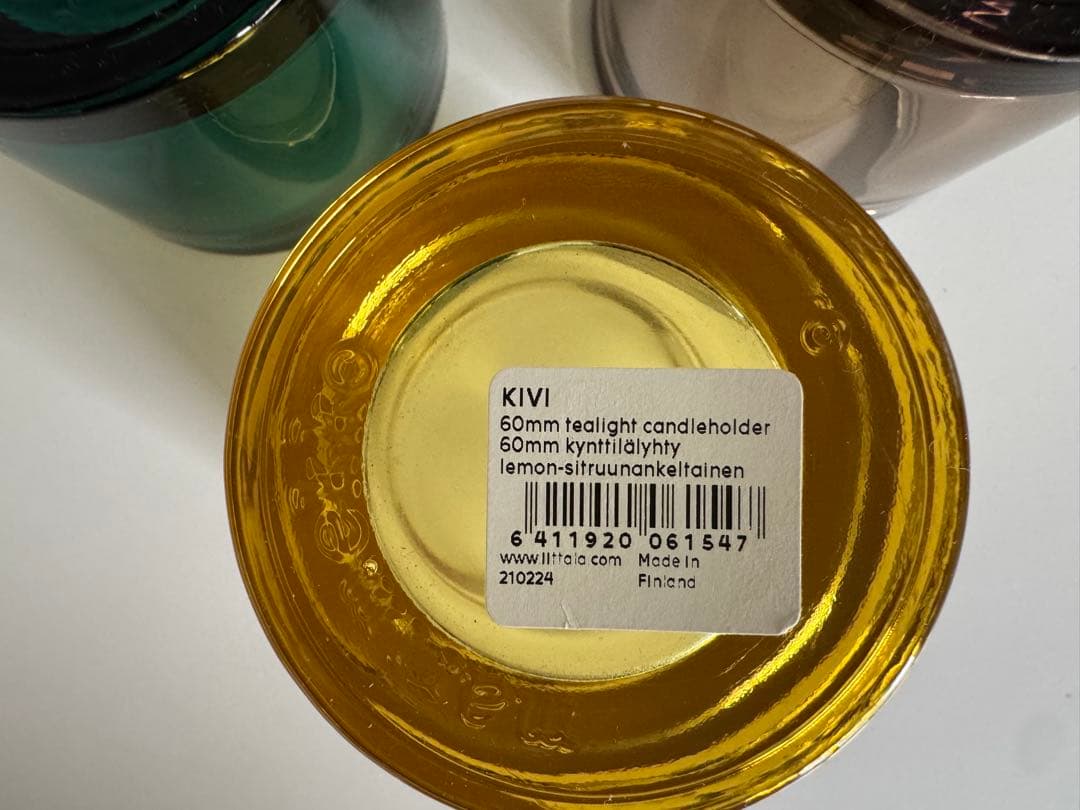 KIVI
60mm tealight candleholder
60mm kynttilälyhty
lemon-sitruunankeltainen
6 411920 061547
www.iittala.com Made in
210224 Finland